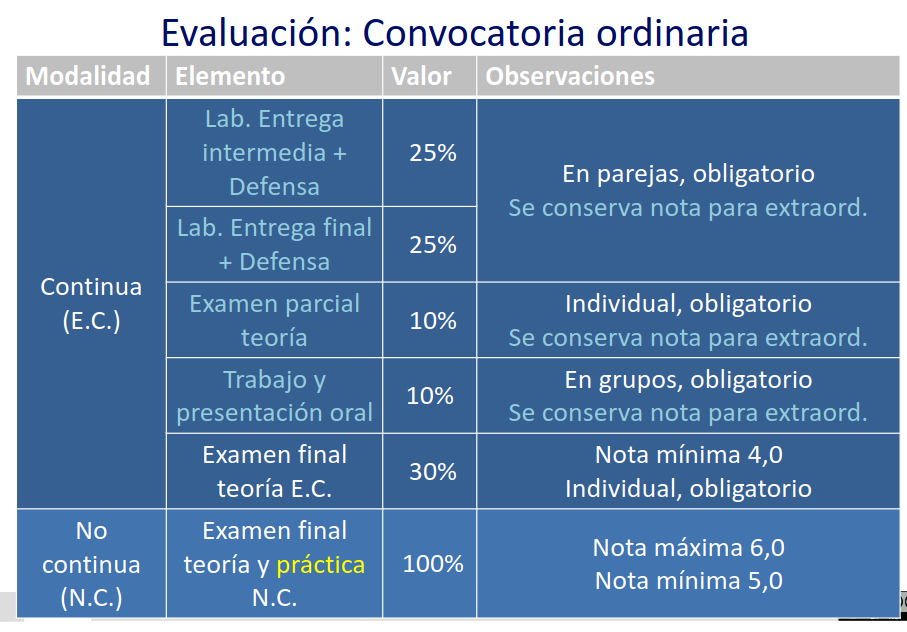 Evaluación: Convocatoria ordinaria
Modalidad Elemento Valor Observaciones
Continua
(E.C.)
Lab. Entrega
intermedia +
Defensa
25%
En parejas, obligatorio
Se conserva nota para extraord.
Lab. Entrega final
+ Defensa
25%
Examen parcial
teoría
10%
Individual, obligatorio
Se conserva nota para extraord.
Trabajo y
presentación oral
10%
En grupos, obligatorio
Se conserva nota para extraord.
Examen final
teoría E.C.
30%
Nota mínima 4,0
Individual, obligatorio
No
continua
(N.C.)
Examen final
teoría y práctica
N.C.
100%
Nota máxima 6,0
Nota mínima 5,0